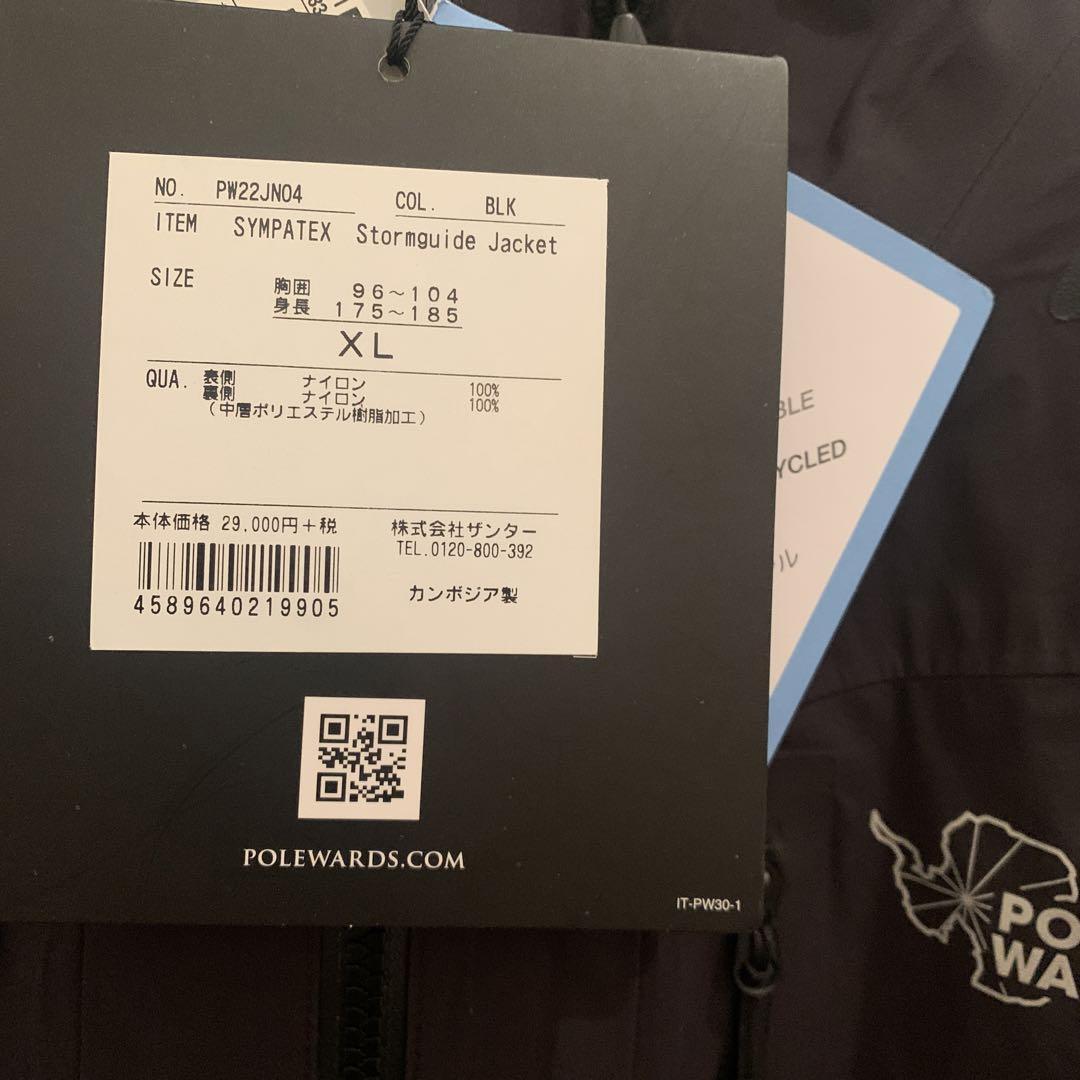 NO. PW22JN04 COL. BLK
ITEM SYMPATEX Stormguide Jacket
SIZE
胸囲 96～104
身長 175～185
XL
QUA. 表側 ナイロン 100%
裏側 ナイロン 100%
(中層ポリエステル樹脂加工)
本体価格 29,000円+税
株式会社ザンター
TEL.0120-800-392
カンボジア製
4589640219905
POLEWARDS.COM
IT-PW30-1
BLE
YCLED
ル
PO
WA